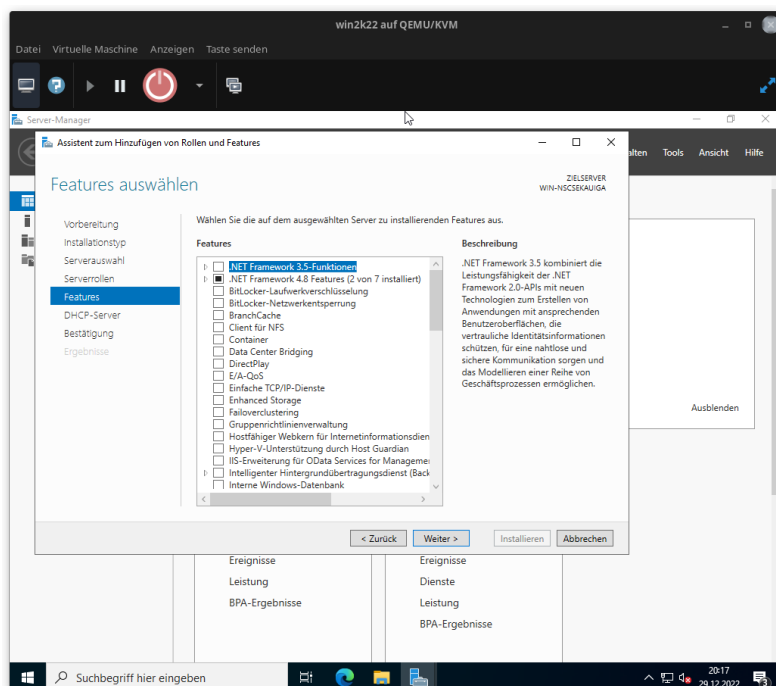 win2k22 auf QEMU/KVM
Datei Virtuelle Maschine Anzeigen Taste senden
Server-Manager
Assistent zum Hinzufügen von Rollen und Features
alten Tools Ansicht Hilfe
Features auswählen
ZIELSERVER
WIN-NSCSEKAUIGA
Vorbereitung
Installationstyp
Serverauswahl
Serverrollen
Features
DHCP-Server
Bestätigung
Ergebnisse
Wählen Sie die auf dem ausgewählten Server zu installierenden Features aus.
Features
.NET Framework 3.5-Funktionen
.NET Framework 4.8 Features (2 von 7 installiert)
BitLocker-Laufwerkverschlüsselung
BitLocker-Netzwerkentsperrung
BranchCache
Client für NFS
Container
Data Center Bridging
DirectPlay
E/A-QoS
Einfache TCP/IP-Dienste
Enhanced Storage
Failoverclustering
Gruppenrichtlinienverwaltung
Hostfähiger Webkern für Internetinformationsdien
Hyper-V-Unterstützung durch Host Guardian
IIS-Erweiterung für OData Services for Manageme
Intelligenter Hintergrundübertragungsdienst (Back
Interne Windows-Datenbank
Beschreibung
.NET Framework 3.5 kombiniert die
Leistungsfähigkeit der .NET
Framework 2.0-APIs mit neuen
Technologien zum Erstellen von
Anwendungen mit ansprechenden
Benutzeroberflächen, die
vertrauliche Identitätsinformationen
schützen, für eine nahtlose und
sichere Kommunikation sorgen und
das Modellieren einer Reihe von
Geschäftsprozessen ermöglichen.
Ausblenden
< Zurück Weiter > Installieren Abbrechen
Ereignisse
Leistung
BPA-Ergebnisse
Ereignisse
Dienste
Leistung
BPA-Ergebnisse
Suchbegriff hier eingeben
20:17
29.12.2022
3